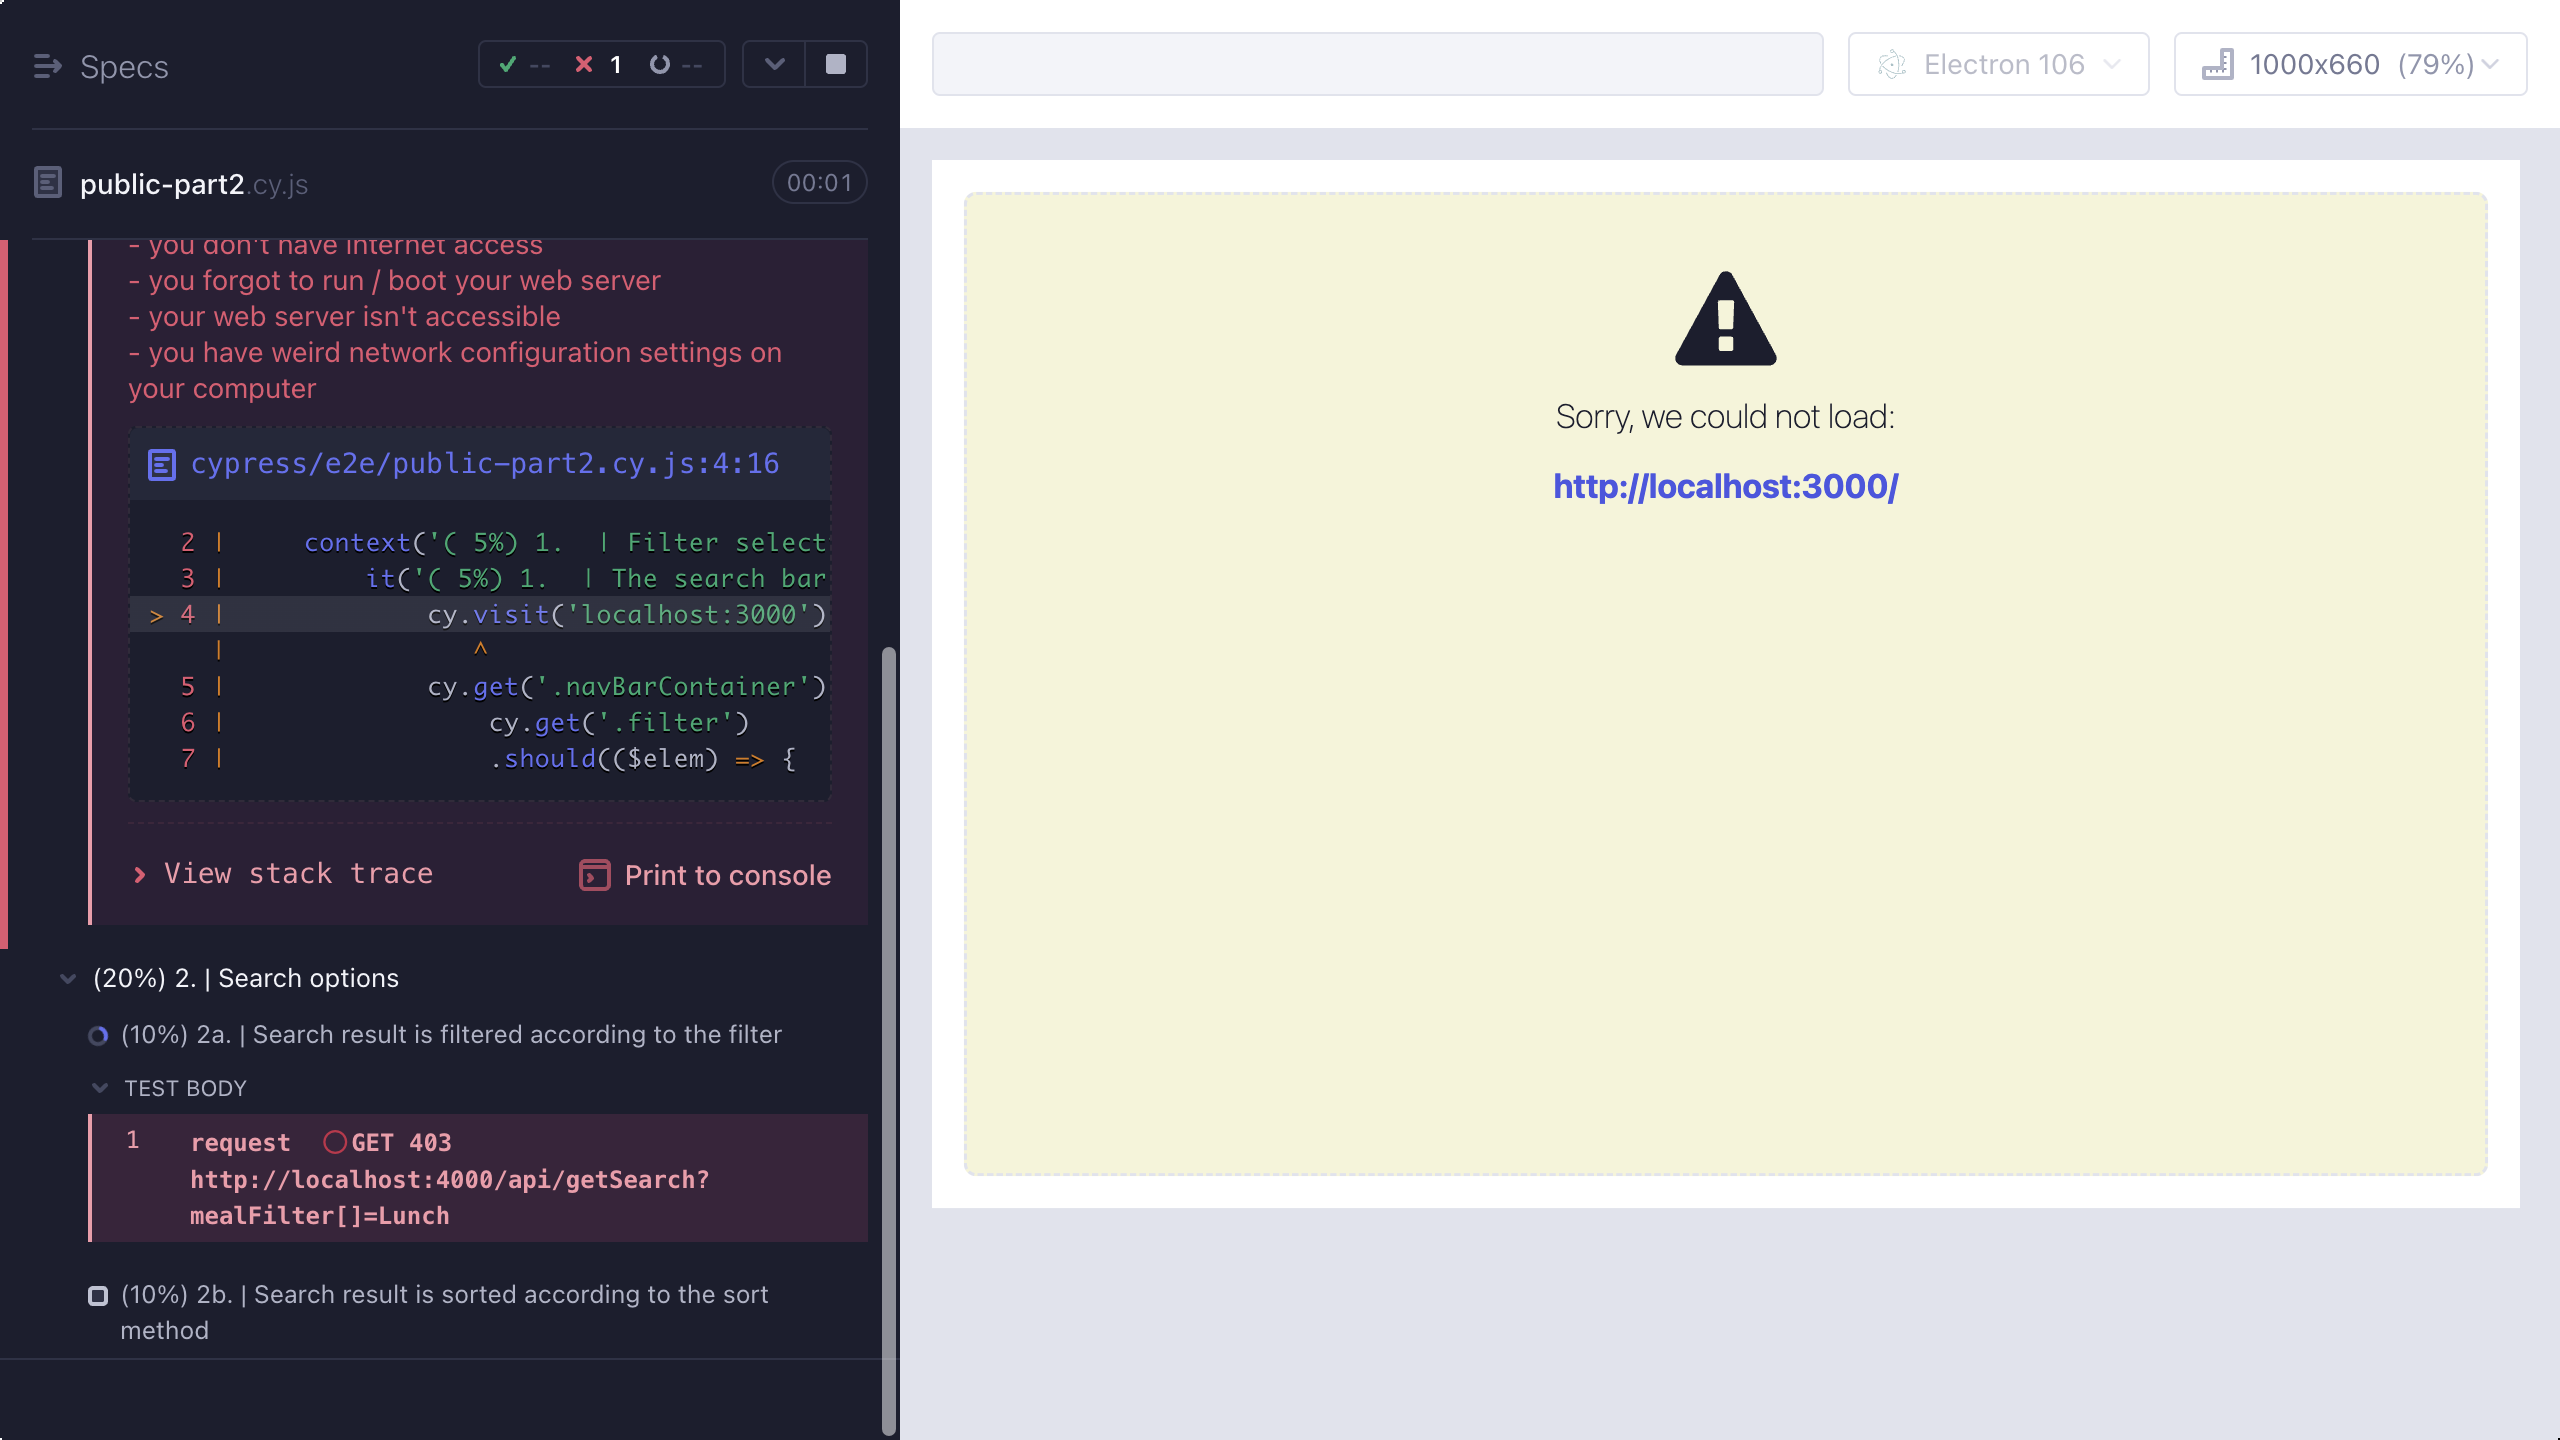 Specs
-- 1 --
public-part2.cy.js 00:01
- you don't have internet access
- you forgot to run / boot your web server
- your web server isn't accessible
- you have weird network configuration settings on
your computer
cypress/e2e/public-part2.cy.js:4:16
2 | context('( 5%) 1.  | Filter select
3 | it('( 5%) 1.  | The search bar
> 4 | cy.visit('localhost:3000')
| ^
5 | cy.get('.navBarContainer')
6 | cy.get('.filter')
7 | .should(($elem) => {
View stack trace Print to console
(20%) 2. | Search options
(10%) 2a. | Search result is filtered according to the filter
TEST BODY
1 request GET 403
http://localhost:4000/api/getSearch?
mealFilter[]=Lunch
(10%) 2b. | Search result is sorted according to the sort
method
Electron 106
1000x660 (79%)
Sorry, we could not load:
http://localhost:3000/